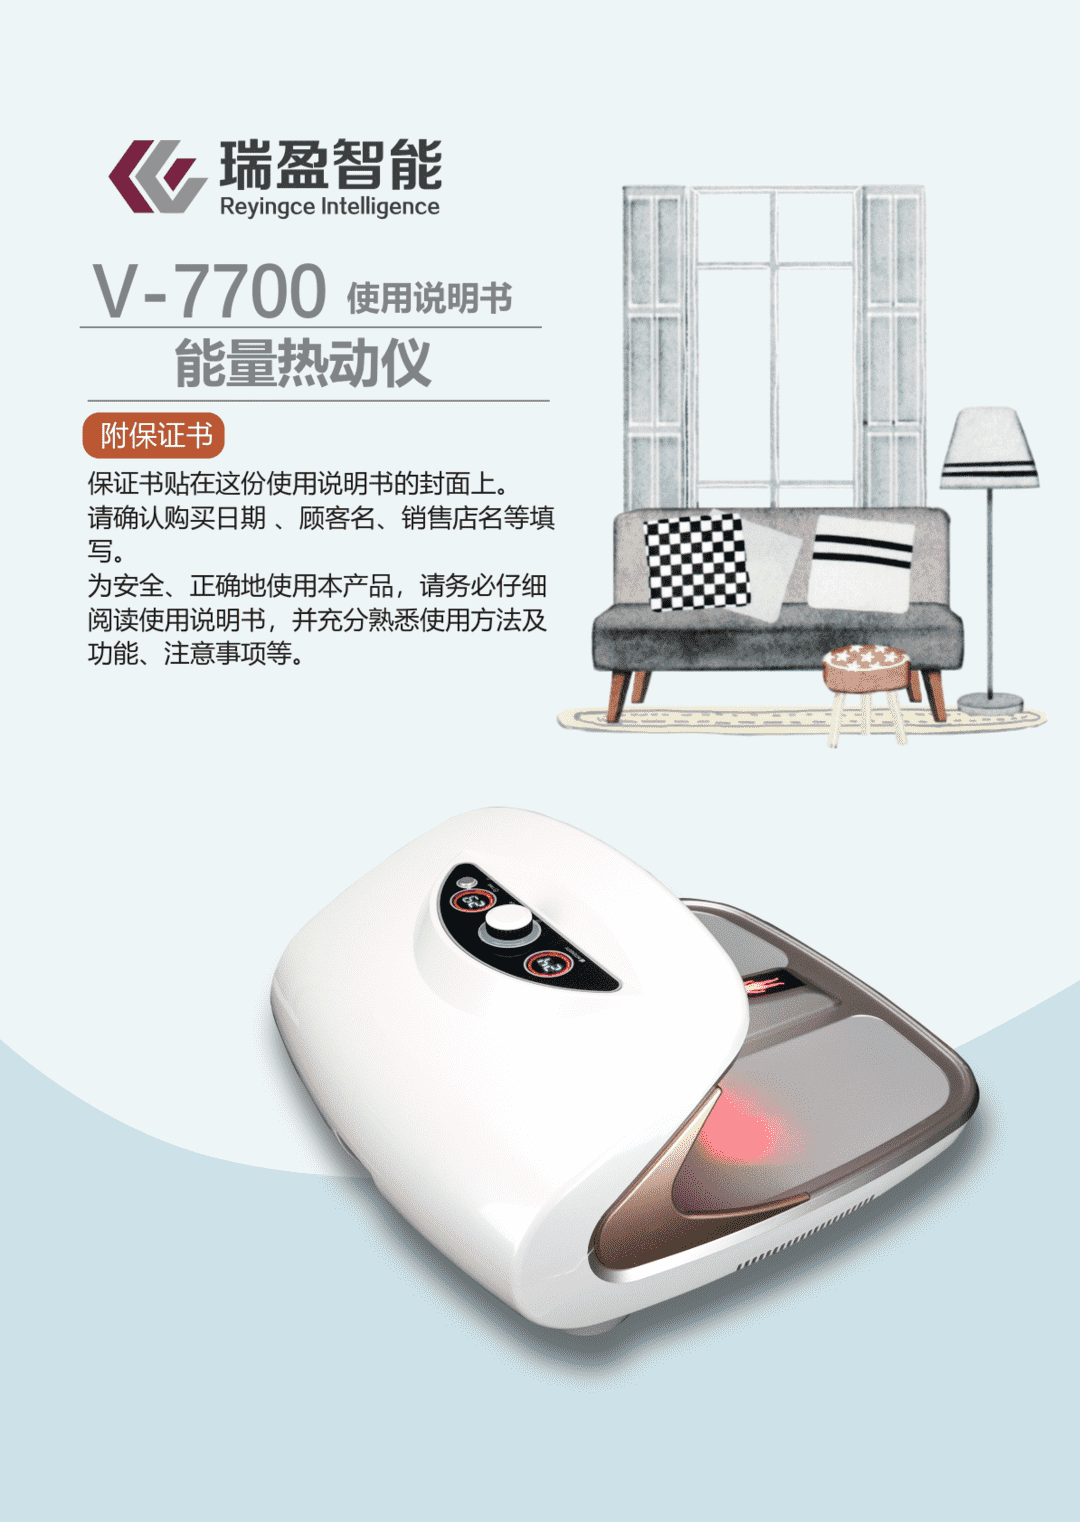 瑞盈智能
Reyingce Intelligence
V-7700 使用说明书
能量热动仪
附保证书
保证书贴在这份使用说明书的封面上。
请确认购买日期 、顾客名、销售店名等填
写。
为安全、正确地使用本产品，请务必仔细
阅读使用说明书，并充分熟悉使用方法及
功能、注意事项等。